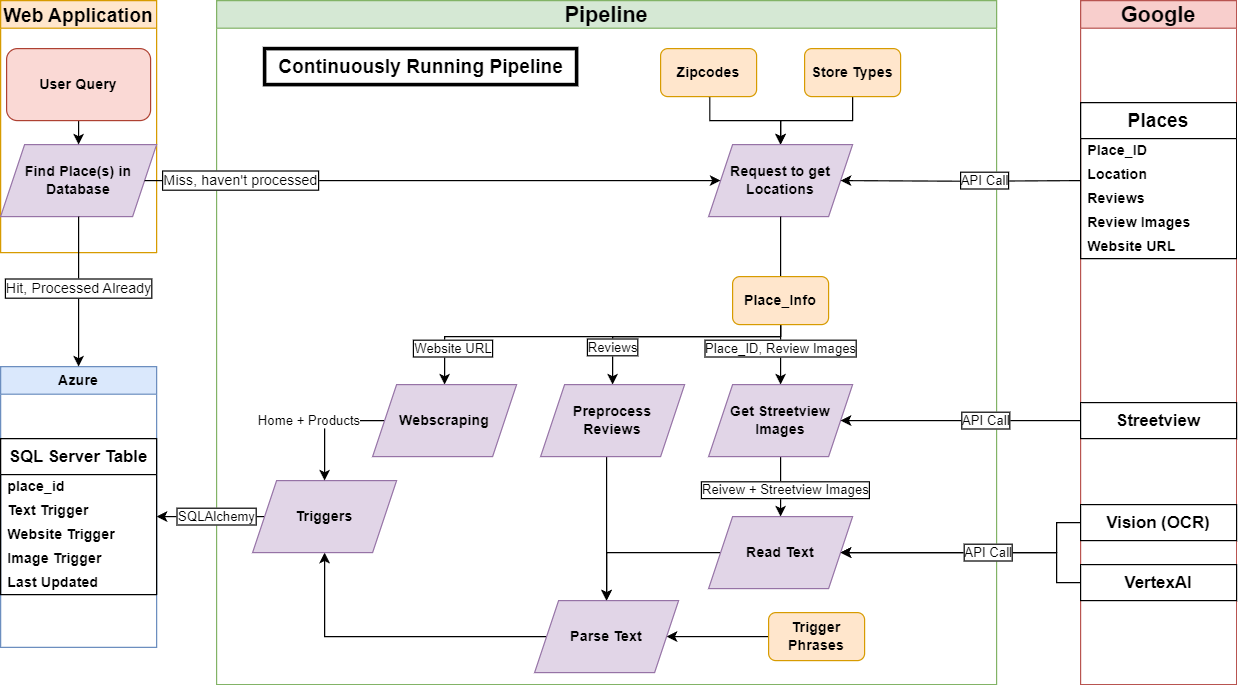 Web Application
Pipeline
Google
Continuously Running Pipeline
User Query
Zipcodes
Store Types
Find Place(s) in
Database
Miss, haven't processed
Request to get
Locations
API Call
Places
Place_ID
Location
Reviews
Review Images
Website URL
Hit, Processed Already
Place_Info
Website URL
Reviews
Place_ID, Review Images
Azure
Webscraping
Preprocess
Reviews
Get Streetview
Images
API Call
Streetview
Home + Products
SQL Server Table
place_id
Text Trigger
Website Trigger
Image Trigger
Last Updated
SQLAlchemy
Triggers
Reivew + Streetview Images
Read Text
API Call
Vision (OCR)
VertexAI
Parse Text
Trigger
Phrases